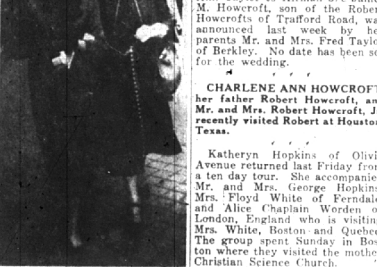 M. Howcroft, son of the Rober
Howcrofts of Trafford Road, wa
announced last week by he
parents Mr. and Mrs. Fred Taylo
of Berkley. No date has been se
for the wedding.
CHARLENE ANN HOWCROFT
her father Robert Howcroft, an
Mr. and Mrs. Robert Howcroft, J
recently visited Robert at Houston
Texas.
Katheryn Hopkins of Olivi
Avenue returned last Friday from
a ten day tour. She accompanie
Mr. and Mrs. George Hopkins
Mrs. Floyd White of Ferndal
and Alice Chaplain Worden o
London, England who is visitin
Mrs. White, Boston and Quebec
The group spent Sunday in Bos
ton where they visited the mothe
Christian Science Church.